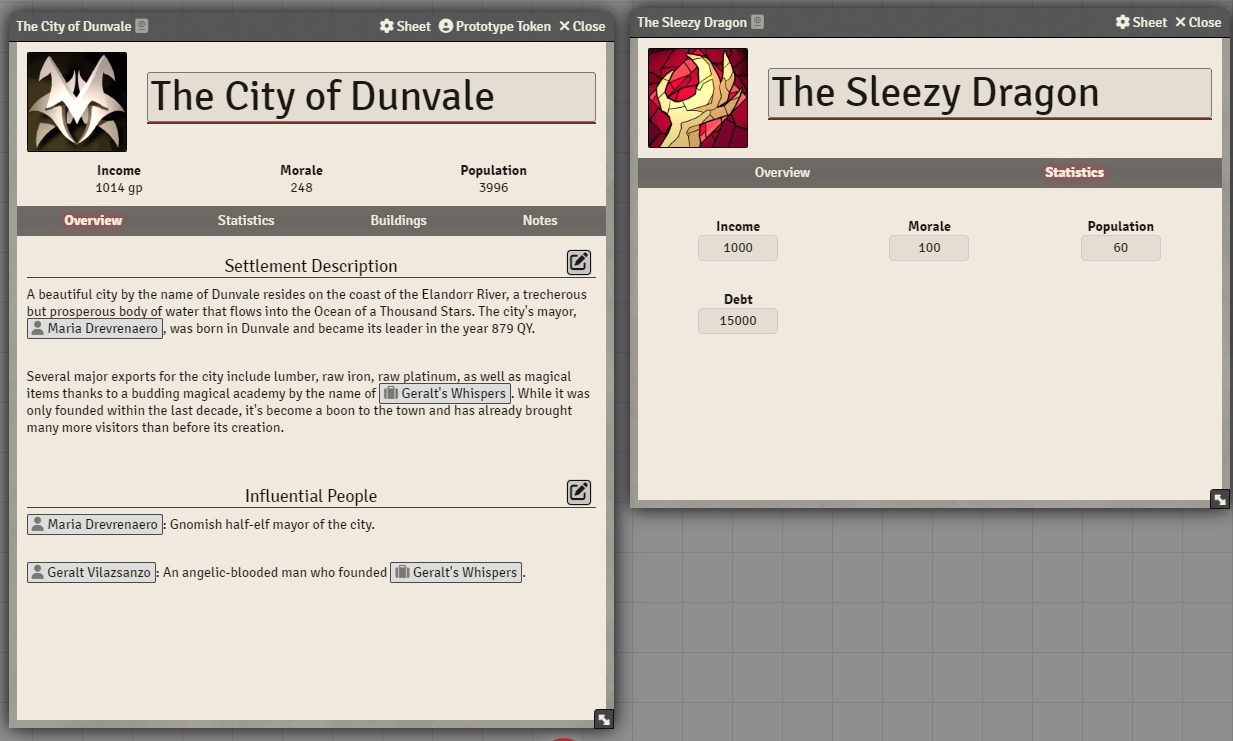 The City of Dunvale
Sheet Prototype Token Close
The City of Dunvale
Income Morale Population
1014 gp 248 3996
Overview Statistics Buildings Notes
Settlement Description
A beautiful city by the name of Dunvale resides on the coast of the Elandorr River, a trecherous
but prosperous body of water that flows into the Ocean of a Thousand Stars. The city's mayor,
Maria Drevrenaero, was born in Dunvale and became its leader in the year 879 QY.
Several major exports for the city include lumber, raw iron, raw platinum, as well as magical
items thanks to a budding magical academy by the name of Geralt's Whispers. While it was
only founded within the last decade, it's become a boon to the town and has already brought
many more visitors than before its creation.
Influential People
Maria Drevrenaero: Gnomish half-elf mayor of the city.
Geralt Vilazsanzo: An angelic-blooded man who founded Geralt's Whispers.
The Sleezy Dragon
Sheet Close
The Sleezy Dragon
Overview Statistics
Income Morale Population
1000 100 60
Debt
15000